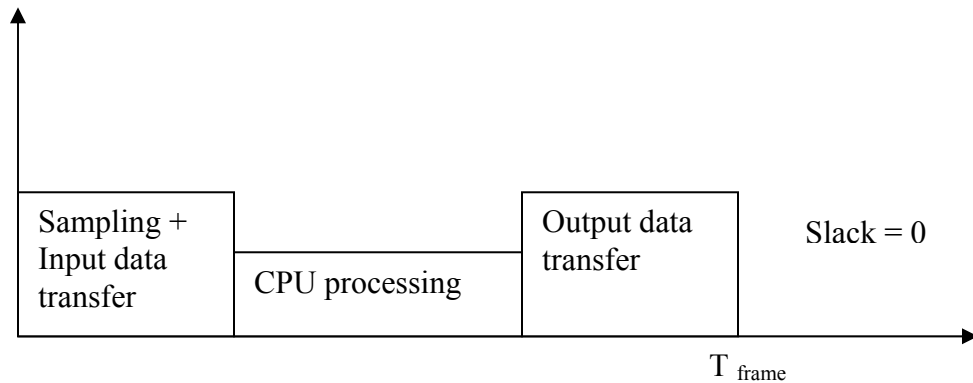 Sampling +
Input data
transfer
CPU processing
Output data
transfer
Slack = 0
T frame